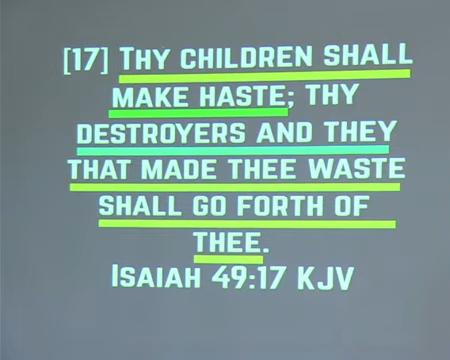 [17] Thy children shall
make haste; thy
destroyers and they
that made thee waste
shall go forth of
thee.
Isaiah 49:17 KJV